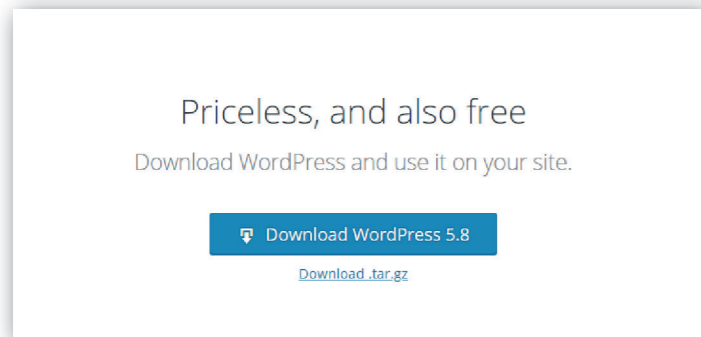 Priceless, and also free
Download WordPress and use it on your site.
Download WordPress 5.8
Download .tar.gz